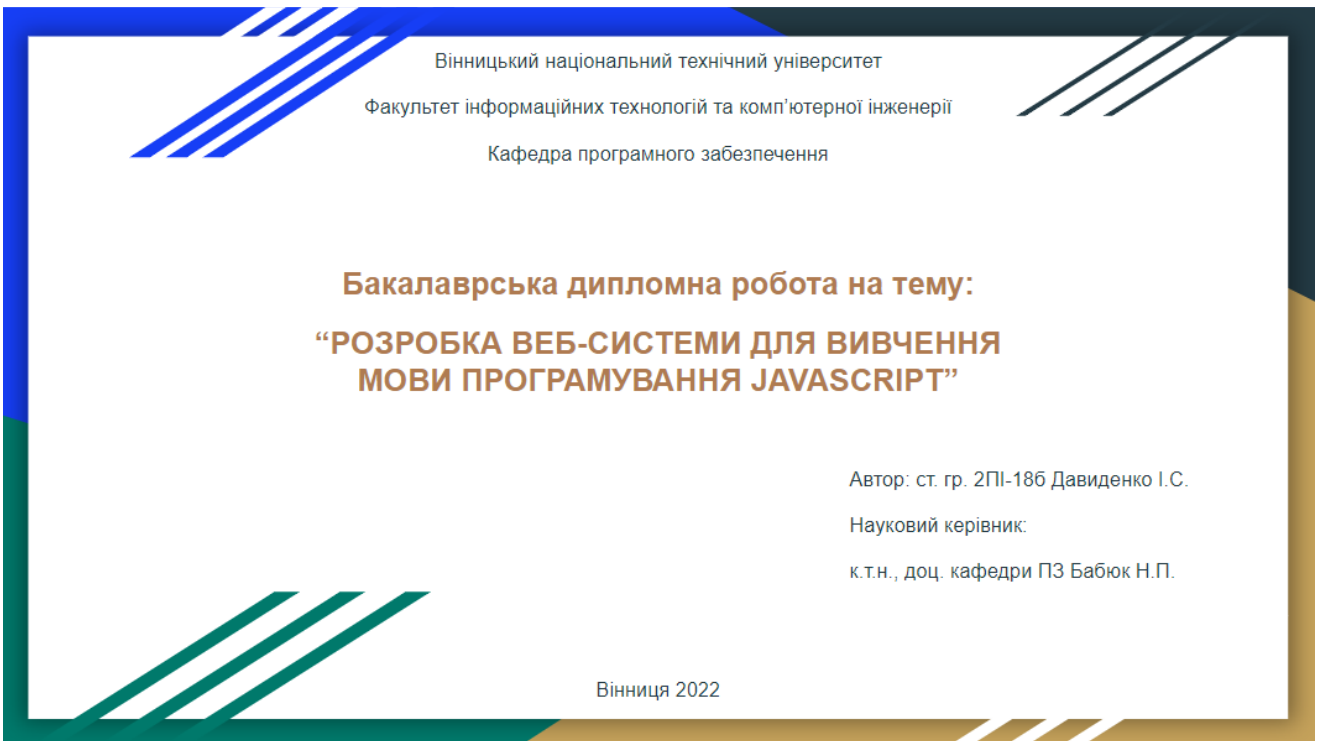 Вінницький національний технічний університет
Факультет інформаційних технологій та комп’ютерної інженерії
Кафедра програмного забезпечення
Бакалаврська дипломна робота на тему:
“РОЗРОБКА ВЕБ-СИСТЕМИ ДЛЯ ВИВЧЕННЯ
МОВИ ПРОГРАМУВАННЯ JAVASCRIPT”
Автор: ст. гр. 2ПІ-18б Давиденко І.С.
Науковий керівник:
к.т.н., доц. кафедри ПЗ Бабюк Н.П.
Вінниця 2022